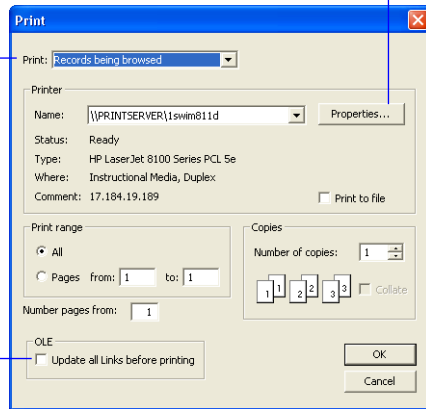 Print
Print: Records being browsed
Printer
Name: \\PRINTSERVER\1swim811d Properties...
Status: Ready
Type: HP LaserJet 8100 Series PCL 5e
Where: Instructional Media, Duplex
Comment: 17.184.19.189 Print to file
Print range
All
Pages from: 1 to: 1
Number pages from: 1
Copies
Number of copies: 1
1 1 2 2 3 3 Collate
OLE
Update all Links before printing
OK
Cancel